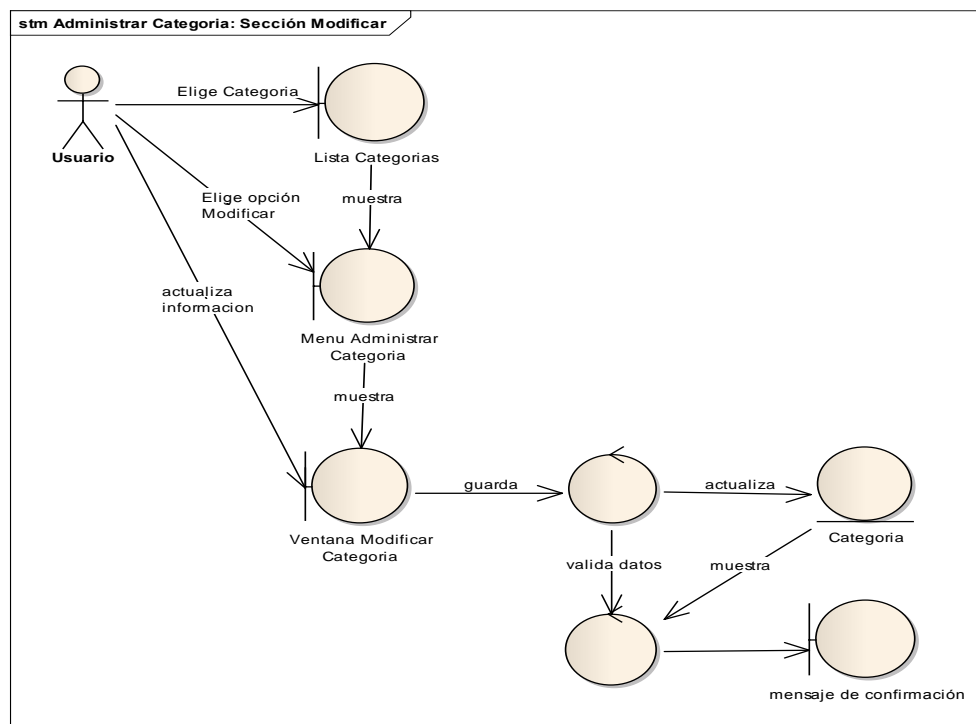 stm Administrar Categoria: Sección Modificar
Elige Categoria
Usuario
Lista Categorias
muestra
Elige opción
Modificar
actualiza
informacion
Menu Administrar
Categoria
muestra
guarda
actualiza
Ventana Modificar
Categoria
Categoria
valida datos
muestra
mensaje de confirmación